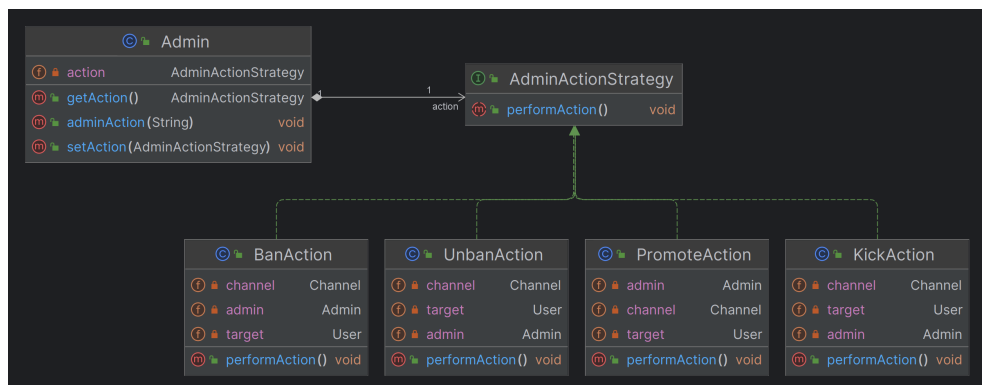 Admin
action AdminActionStrategy
getAction() AdminActionStrategy
adminAction(String) void
setAction(AdminActionStrategy) void
1
1
action
AdminActionStrategy
performAction() void
BanAction
channel Channel
admin Admin
target User
performAction() void
UnbanAction
channel Channel
target User
admin Admin
performAction() void
PromoteAction
admin Admin
channel Channel
target User
performAction() void
KickAction
channel Channel
target User
admin Admin
performAction() void